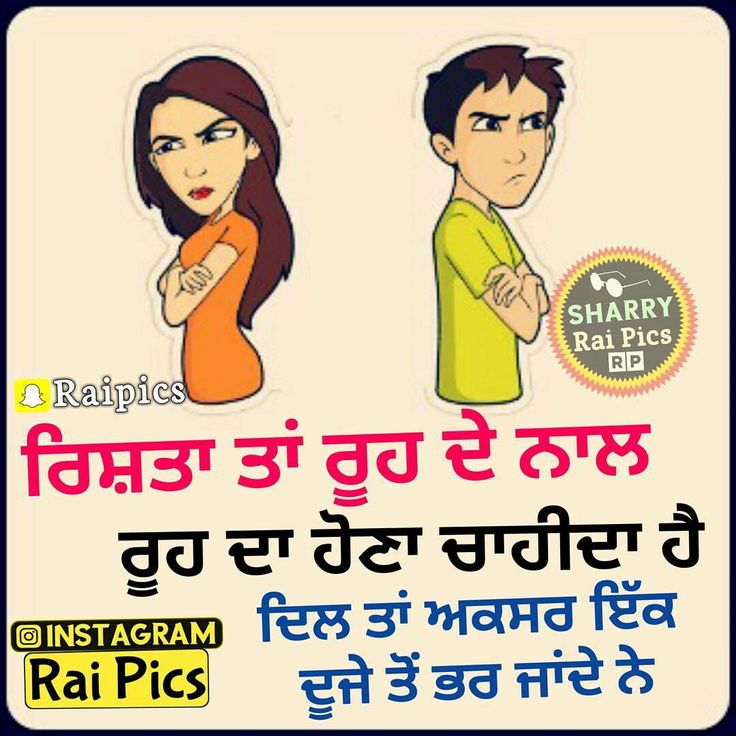 SHARRY
Rai Pics
RP
Raipics
ਰਿਸ਼ਤਾ ਤਾਂ ਰੂਹ ਦੇ ਨਾਲ
ਰੂਹ ਦਾ ਹੋਣਾ ਚਾਹੀਦਾ ਹੈ
ਦਿਲ ਤਾਂ ਅਕਸਰ ਇੱਕ
ਦੂਜੇ ਤੋਂ ਭਰ ਜਾਂਦੇ ਨੇ
INSTAGRAM
Rai Pics